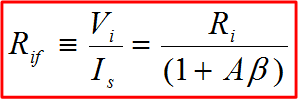 R_if ≡ V_i / I_s = R_i / (1 + Aβ)